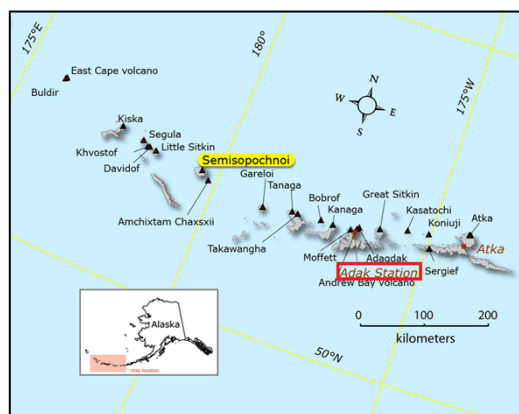 175°E
180°
175°W
East Cape volcano
Buldir
N
W
E
S
Kiska
Segula
Khvostof
Little Sitkin
Davidof
Semisopochnoi
Gareloi
Amchixtam Chaxsxii
Tanaga
Bobrof
Great Sitkin
Kasatochi
Kanaga
Koniuji
Atka
Takawangha
Moffett
Adagdak
Atka
Adak Station
Sergief
Andrew Bay volcano
0 100 200
kilometers
Alaska
map location
50°N